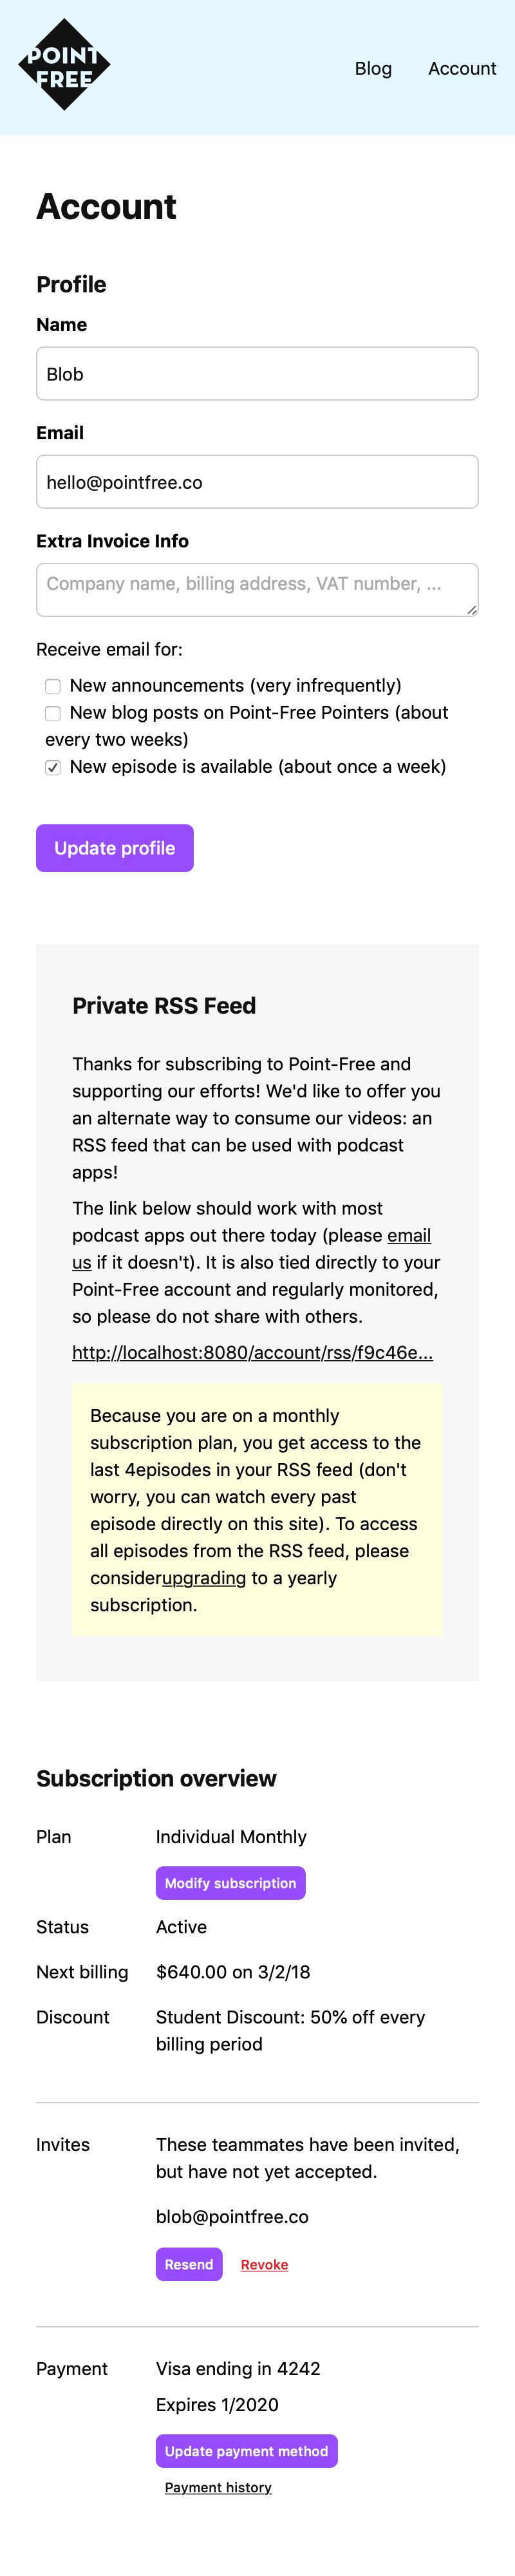 POINT
FREE
Blog
Account
Account
Profile
Name
Blob
Email
hello@pointfree.co
Extra Invoice Info
Company name, billing address, VAT number, ...
Receive email for:
New announcements (very infrequently)
New blog posts on Point-Free Pointers (about
every two weeks)
New episode is available (about once a week)
Update profile
Private RSS Feed
Thanks for subscribing to Point-Free and
supporting our efforts! We'd like to offer you
an alternate way to consume our videos: an
RSS feed that can be used with podcast
apps!
The link below should work with most
podcast apps out there today (please email
us if it doesn't). It is also tied directly to your
Point-Free account and regularly monitored,
so please do not share with others.
http://localhost:8080/account/rss/f9c46e...
Because you are on a monthly
subscription plan, you get access to the
last 4episodes in your RSS feed (don't
worry, you can watch every past
episode directly on this site). To access
all episodes from the RSS feed, please
considerupgrading to a yearly
subscription.
Subscription overview
Plan
Individual Monthly
Modify subscription
Status
Active
Next billing
$640.00 on 3/2/18
Discount
Student Discount: 50% off every
billing period
Invites
These teammates have been invited,
but have not yet accepted.
blob@pointfree.co
Resend
Revoke
Payment
Visa ending in 4242
Expires 1/2020
Update payment method
Payment history